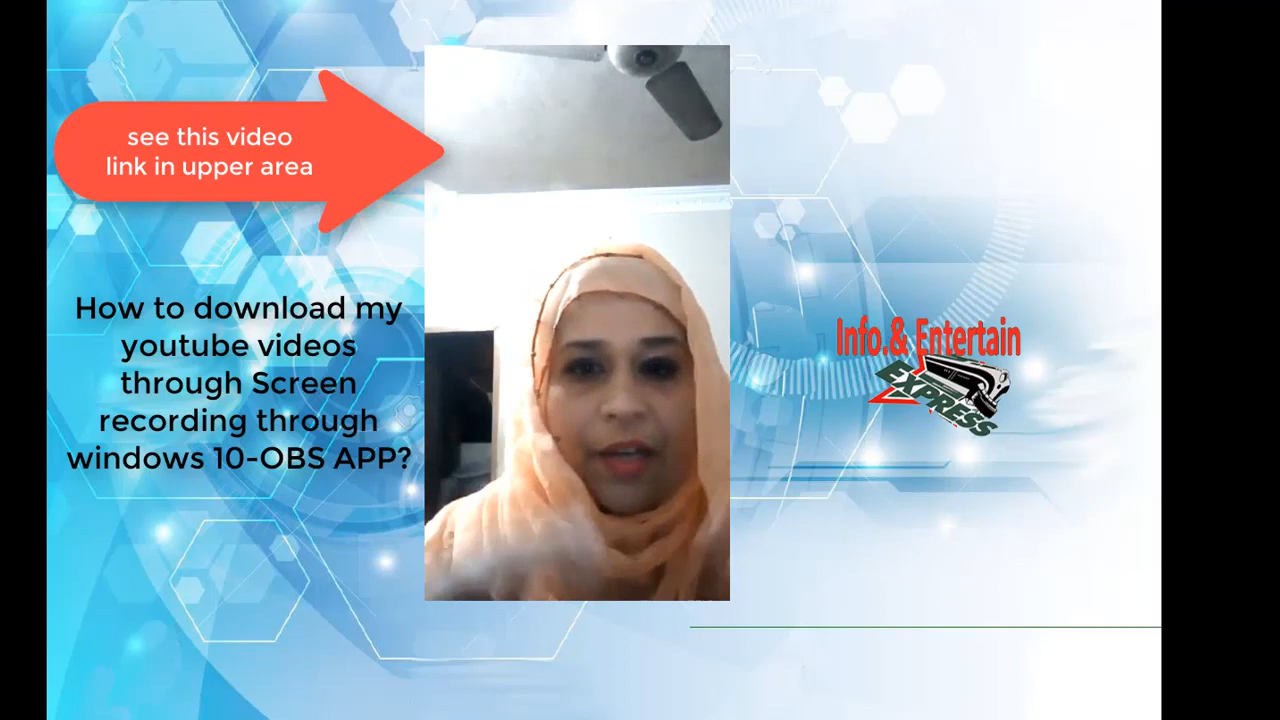 see this video
link in upper area
How to download my
youtube videos
through Screen
recording through
windows 10-OBS APP?
Info.& Entertain
EXPRESS